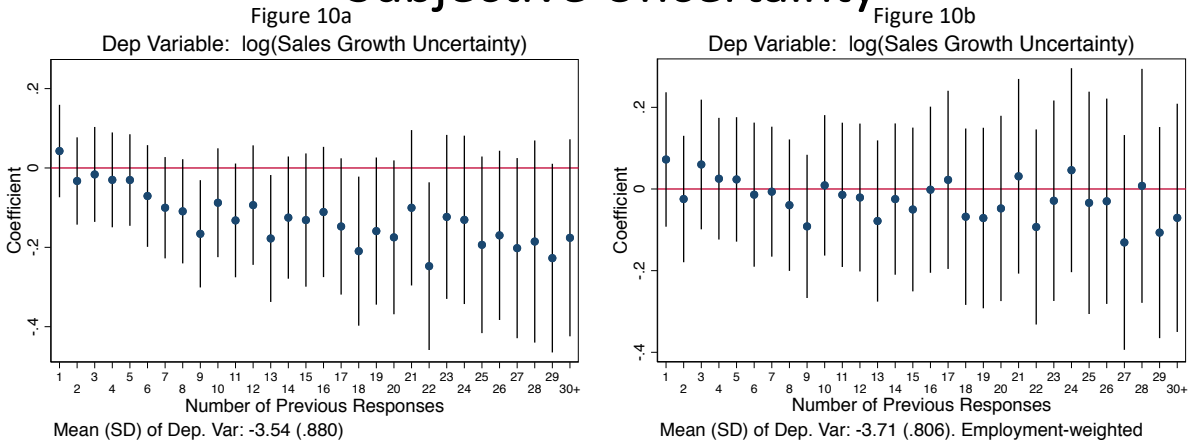 Subjective Uncertainty
Figure 10a
Dep Variable: log(Sales Growth Uncertainty)
Coefficient
.2
0
-.2
-.4
1 2 3 4 5 6 7 8 9 10 11 12 13 14 15 16 17 18 19 20 21 22 23 24 25 26 27 28 29 30+
Number of Previous Responses
Mean (SD) of Dep. Var: -3.54 (.880)
Figure 10b
Dep Variable: log(Sales Growth Uncertainty)
Coefficient
.2
0
-.2
-.4
1 2 3 4 5 6 7 8 9 10 11 12 13 14 15 16 17 18 19 20 21 22 23 24 25 26 27 28 29 30+
Number of Previous Responses
Mean (SD) of Dep. Var: -3.71 (.806). Employment-weighted